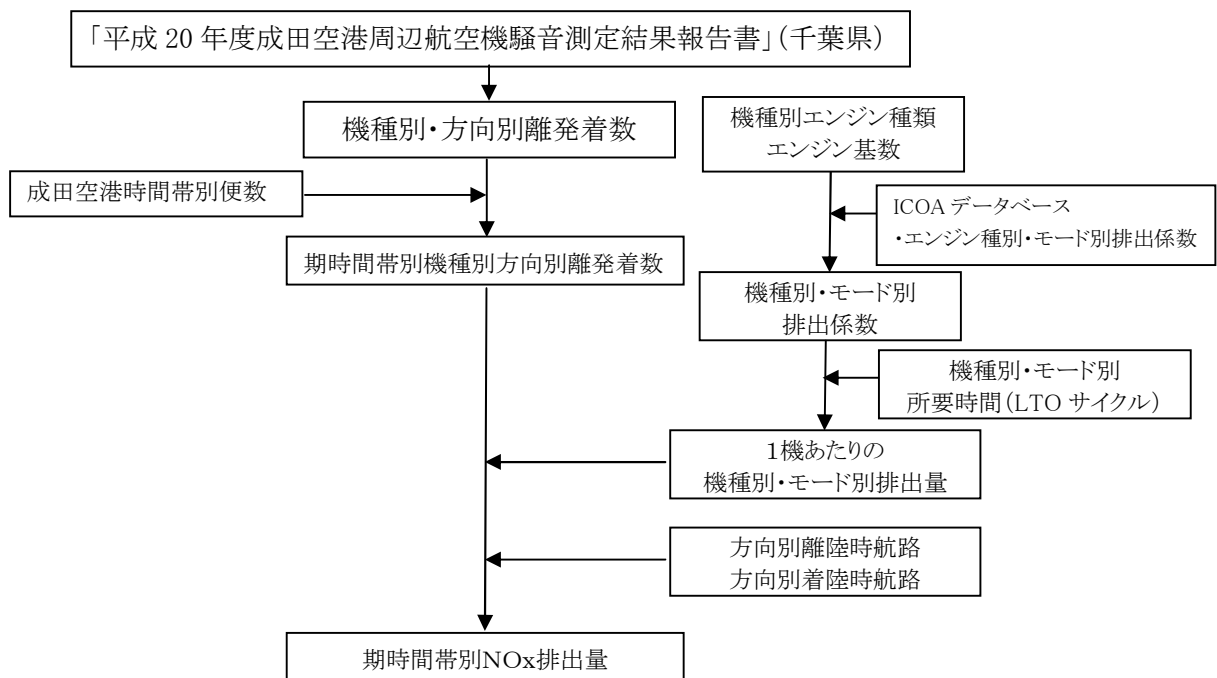 「平成 20 年度成田空港周辺航空機騒音測定結果報告書」(千葉県)
機種別・方向別離発着数
機種別エンジン種類
エンジン基数
成田空港時間帯別便数
ICOA データベース
・エンジン種別・モード別排出係数
期時間帯別機種別方向別離発着数
機種別・モード別
排出係数
機種別・モード別
所要時間(LTO サイクル)
1機あたりの
機種別・モード別排出量
方向別離陸時航路
方向別着陸時航路
期時間帯別NOx排出量